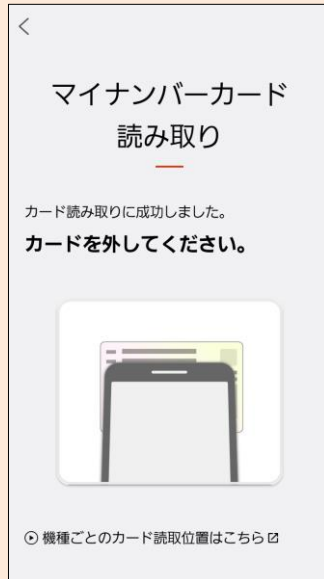 マイナンバーカード
読み取り
カード読み取りに成功しました。
カードを外してください。
機種ごとのカード読取位置はこちら